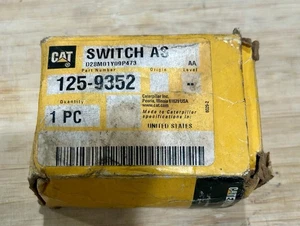 CAT SWITCH AS
D28M01Y99P473 AA
Part Number Origin Level
125-9352
Quantity
1 PC
Caterpillar Inc.
Peoria, Illinois 61629 USA
www.cat.com
Made to Caterpillar
specifications in:
UNITED STATES
CATE